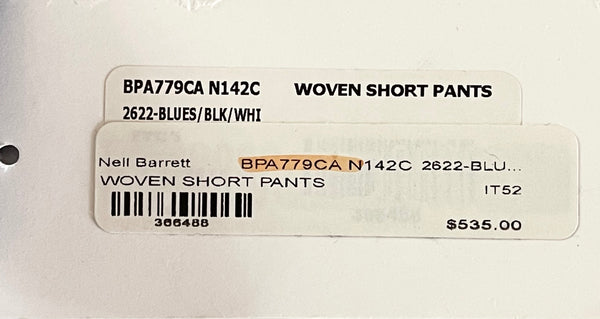 BPA779CA N142C WOVEN SHORT PANTS
2622-BLUES/BLK/WHI
Neil Barrett BPA779CA N142C 2622-BLU...
WOVEN SHORT PANTS IT52
366488
$535.00